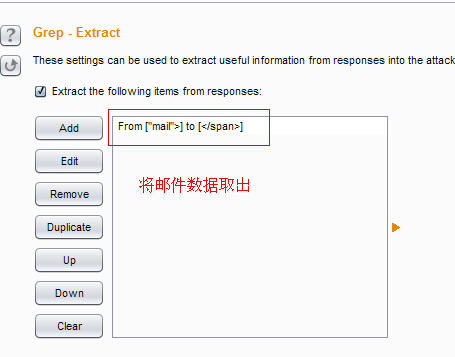 ?
Grep - Extract
These settings can be used to extract useful information from responses into the attack
Extract the following items from responses:
Add
From ["mail">] to [</span>]
Edit
将邮件数据取出
Remove
Duplicate
Up
Down
Clear